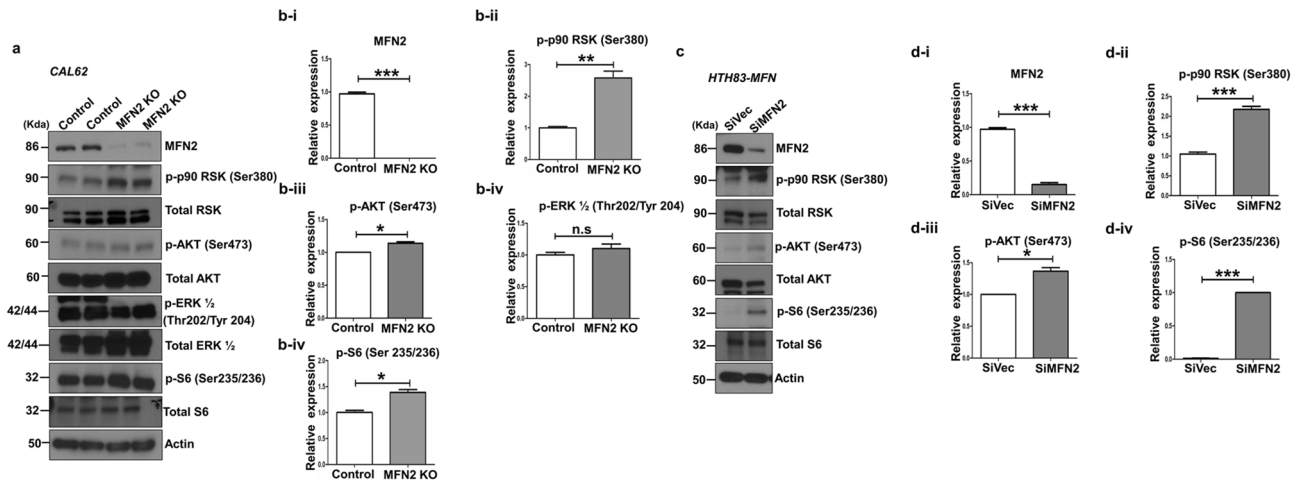 a
CAL62
(Kda)
Control
Control
MFN2 KO
MFN2 KO
86
MFN2
90
p-p90 RSK (Ser380)
90
Total RSK
60
p-AKT (Ser473)
60
Total AKT
42/44
p-ERK ½
(Thr202/Tyr 204)
42/44
Total ERK ½
32
p-S6 (Ser235/236)
32
Total S6
50
Actin
b-i
MFN2
Relative expression
1.5
1.0
0.5
0.0
***
Control
MFN2 KO
b-ii
p-p90 RSK (Ser380)
Relative expression
3
2
1
0
**
Control
MFN2 KO
b-iii
p-AKT (Ser473)
Relative expression
1.5
1.0
0.5
0.0
*
Control
MFN2 KO
b-iv
p-ERK ½ (Thr202/Tyr 204)
Relative expression
1.5
1.0
0.5
0.0
n.s
Control
MFN2 KO
b-iv
p-S6 (Ser 235/236)
Relative expression
2.0
1.5
1.0
0.5
0.0
*
Control
MFN2 KO
c
HTH83-MFN
(Kda)
SiVec
SiMFN2
86
MFN2
90
p-p90 RSK (Ser380)
90
Total RSK
60
p-AKT (Ser473)
60
Total AKT
32
p-S6 (Ser235/236)
32
Total S6
50
Actin
d-i
MFN2
Relative expression
1.5
1.0
0.5
0.0
***
SiVec
SiMFN2
d-ii
p-p90 RSK (Ser380)
Relative expression
2.5
2.0
1.5
1.0
0.5
0.0
***
SiVec
SiMFN2
d-iii
p-AKT (Ser473)
Relative expression
1.5
1.0
0.5
0.0
*
SiVec
SiMFN2
d-iv
p-S6 (Ser235/236)
Relative expression
1.5
1.0
0.5
0.0
***
SiVec
SiMFN2